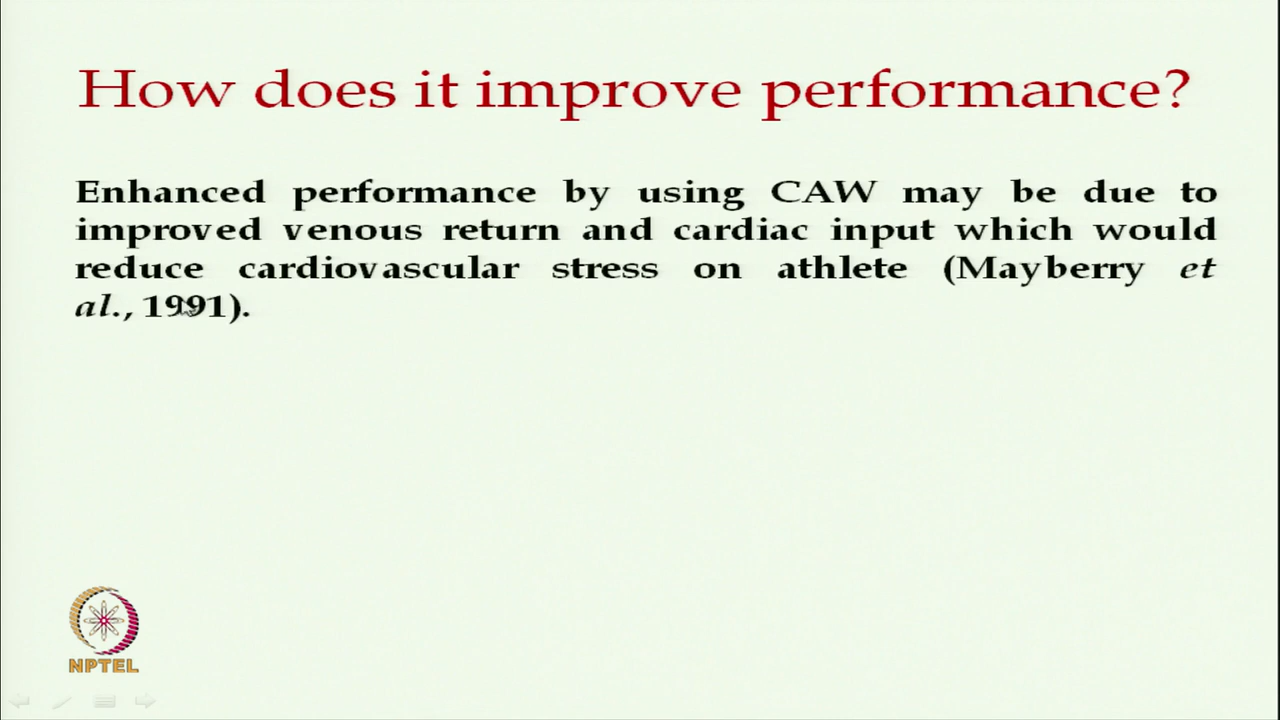 How does it improve performance?
Enhanced performance by using CAW may be due to
improved venous return and cardiac input which would
reduce cardiovascular stress on athlete (Mayberry et
al., 1991).
NPTEL